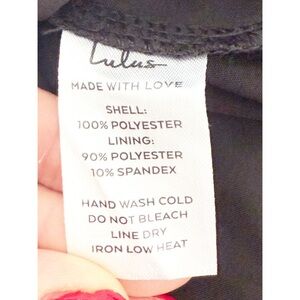 Lulus
MADE WITH LOVE
SHELL:
100% POLYESTER
LINING:
90% POLYESTER
10% SPANDEX
HAND WASH COLD
DO NOT BLEACH
LINE DRY
IRON LOW HEAT